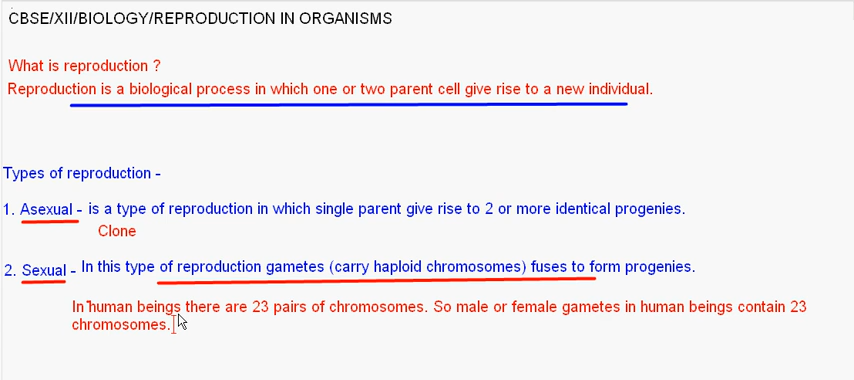 CBSE/XII/BIOLOGY/REPRODUCTION IN ORGANISMS
What is reproduction ?
Reproduction is a biological process in which one or two parent cell give rise to a new individual.
Types of reproduction -
1. Asexual - is a type of reproduction in which single parent give rise to 2 or more identical progenies.
Clone
2. Sexual - In this type of reproduction gametes (carry haploid chromosomes) fuses to form progenies.
In human beings there are 23 pairs of chromosomes. So male or female gametes in human beings contain 23
chromosomes.